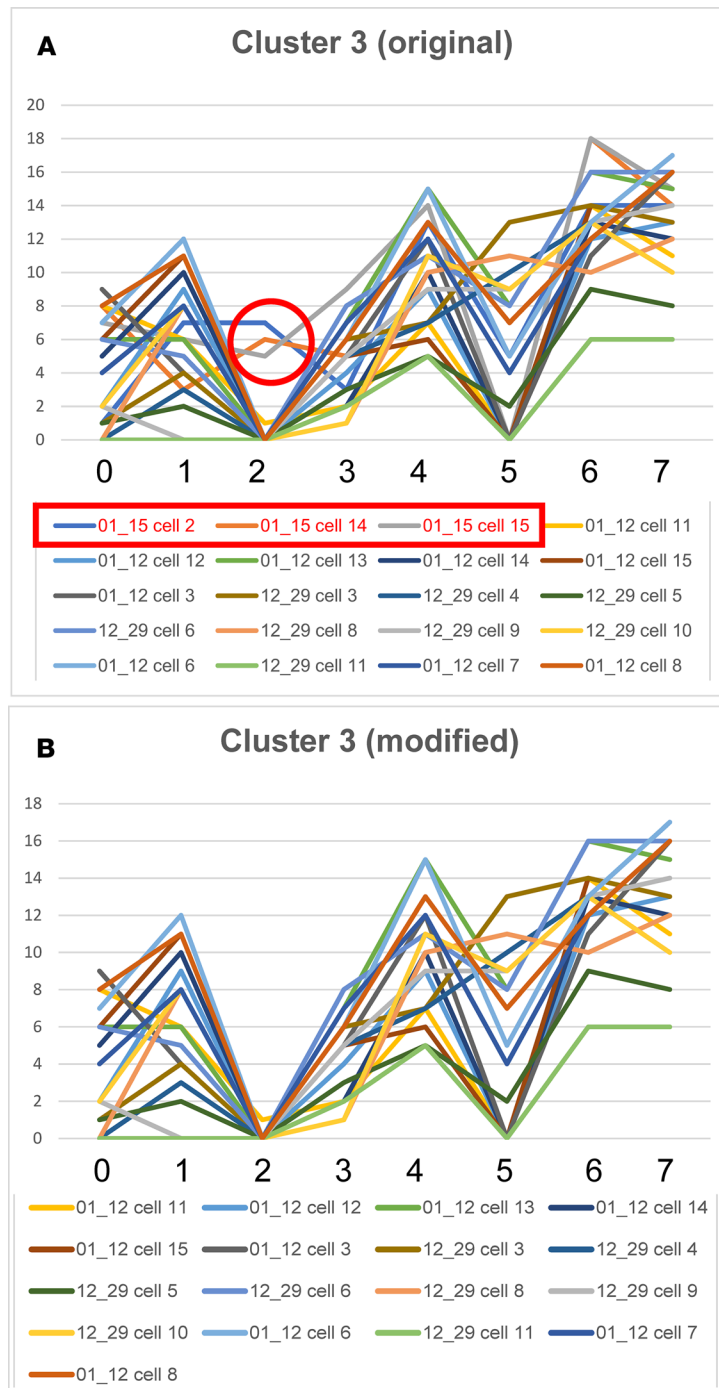 A
Cluster 3 (original)
20
18
16
14
12
10
8
6
4
2
0
0 1 2 3 4 5 6 7
01_15 cell 2 01_15 cell 14 01_15 cell 15 01_12 cell 11
01_12 cell 12 01_12 cell 13 01_12 cell 14 01_12 cell 15
01_12 cell 3 12_29 cell 3 12_29 cell 4 12_29 cell 5
12_29 cell 6 12_29 cell 8 12_29 cell 9 12_29 cell 10
01_12 cell 6 12_29 cell 11 01_12 cell 7 01_12 cell 8
B
Cluster 3 (modified)
18
16
14
12
10
8
6
4
2
0
0 1 2 3 4 5 6 7
01_12 cell 11 01_12 cell 12 01_12 cell 13 01_12 cell 14
01_12 cell 15 01_12 cell 3 12_29 cell 3 12_29 cell 4
12_29 cell 5 12_29 cell 6 12_29 cell 8 12_29 cell 9
12_29 cell 10 01_12 cell 6 12_29 cell 11 01_12 cell 7
01_12 cell 8